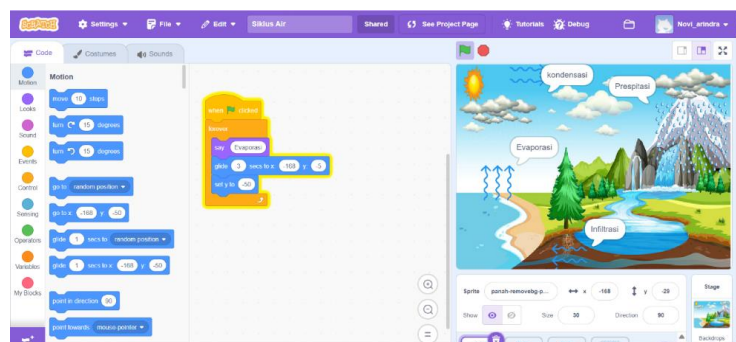 SCRATCH Settings File Edit Siklus Air Shared See Project Page Tutorials Debug Novi_arindra
Code Costumes Sounds
Motion
Looks
Sound
Events
Control
Sensing
Operators
Variables
My Blocks
Motion
move 10 steps
turn 15 degrees
turn 15 degrees
go to random position
go to x -168 y -50
glide 1 secs to random position
glide 1 secs to x -168 y -50
point in direction 90
point towards mouse pointer
when clicked
forever
say Evaporasi
glide 3 secs to x -168 y -5
set y to -50
kondensasi
Prespitasi
Evaporasi
Infiltrasi
Sprite panah-removebg-p... x -168 y -29
Show Size 30 Direction 90
Stage
Backdrops